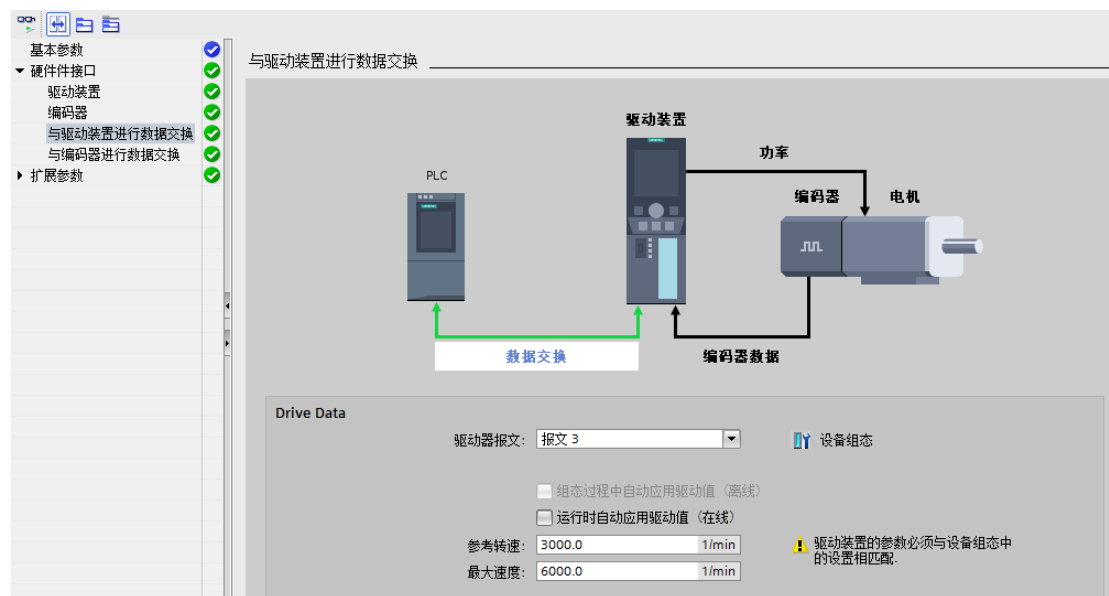 基本参数
硬件件接口
驱动装置
编码器
与驱动装置进行数据交换
与编码器进行数据交换
扩展参数
与驱动装置进行数据交换
驱动装置
功率
PLC
编码器
电机
数据交换
编码器数据
Drive Data
驱动器报文: 报文 3
设备组态
组态过程中自动应用驱动值（离线）
运行时自动应用驱动值（在线）
参考转速: 3000.0 1/min
驱动装置的参数必须与设备组态中
的设置相匹配.
最大速度: 6000.0 1/min